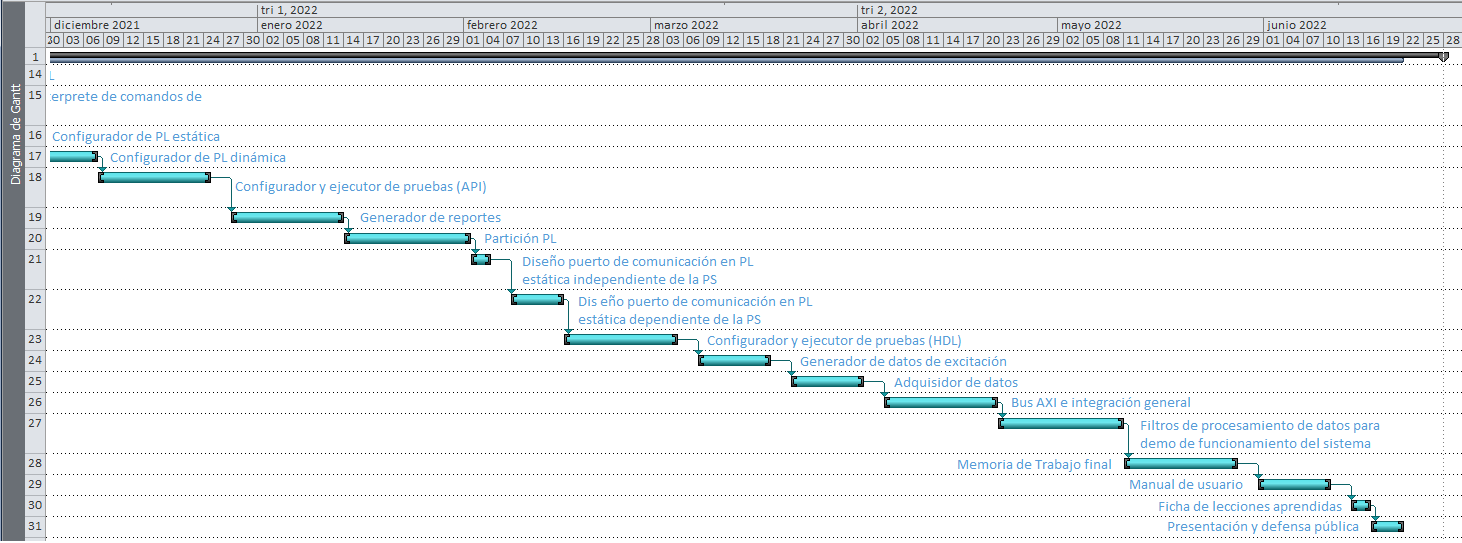 tri 1, 2022 tri 2, 2022
diciembre 2021 enero 2022 febrero 2022 marzo 2022 abril 2022 mayo 2022 junio 2022
30 03 06 09 12 15 18 21 24 27 30 02 05 08 11 14 17 20 23 26 29 01 04 07 10 13 16 19 22 25 28 03 06 09 12 15 18 21 24 27 30 02 05 08 11 14 17 20 23 26 29 02 05 08 11 14 17 20 23 26 29 01 04 07 10 13 16 19 22 25 28
Diagrama de Gantt
1
14 L
15 erprete de comandos de
16 Configurador de PL estática
17 Configurador de PL dinámica
18 Configurador y ejecutor de pruebas (API)
19 Generador de reportes
20 Partición PL
21 Diseño puerto de comunicación en PL
estática independiente de la PS
22 Dis eño puerto de comunicación en PL
estática dependiente de la PS
23 Configurador y ejecutor de pruebas (HDL)
24 Generador de datos de excitación
25 Adquisidor de datos
26 Bus AXI e integración general
27 Filtros de procesamiento de datos para
demo de funcionamiento del sistema
28 Memoria de Trabajo final
29 Manual de usuario
30 Ficha de lecciones aprendidas
31 Presentación y defensa pública